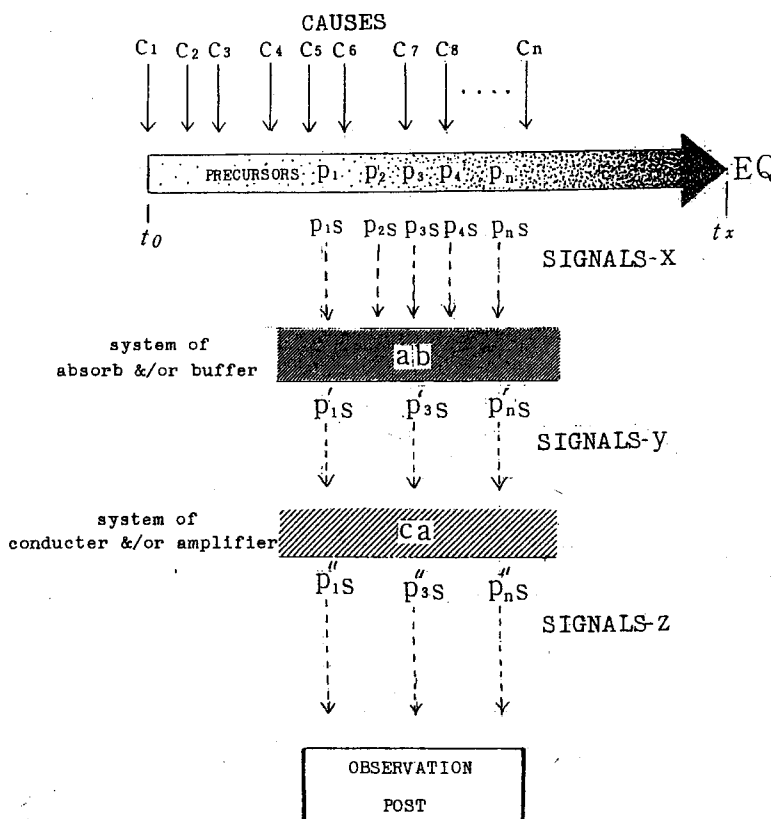 CAUSES
C1 C2 C3 C4 C5 C6 C7 C8 .... Cn
PRECURSORS p1 p2 p3 p4 pn EQ
t0 tx
p1s p2s p3s p4s pns
SIGNALS-x
system of
absorb &/or buffer
ab
p'1s p'3s p'ns
SIGNALS-y
system of
conducter &/or amplifier
ca
p"1s p"3s p"ns
SIGNALS-z
OBSERVATION
POST